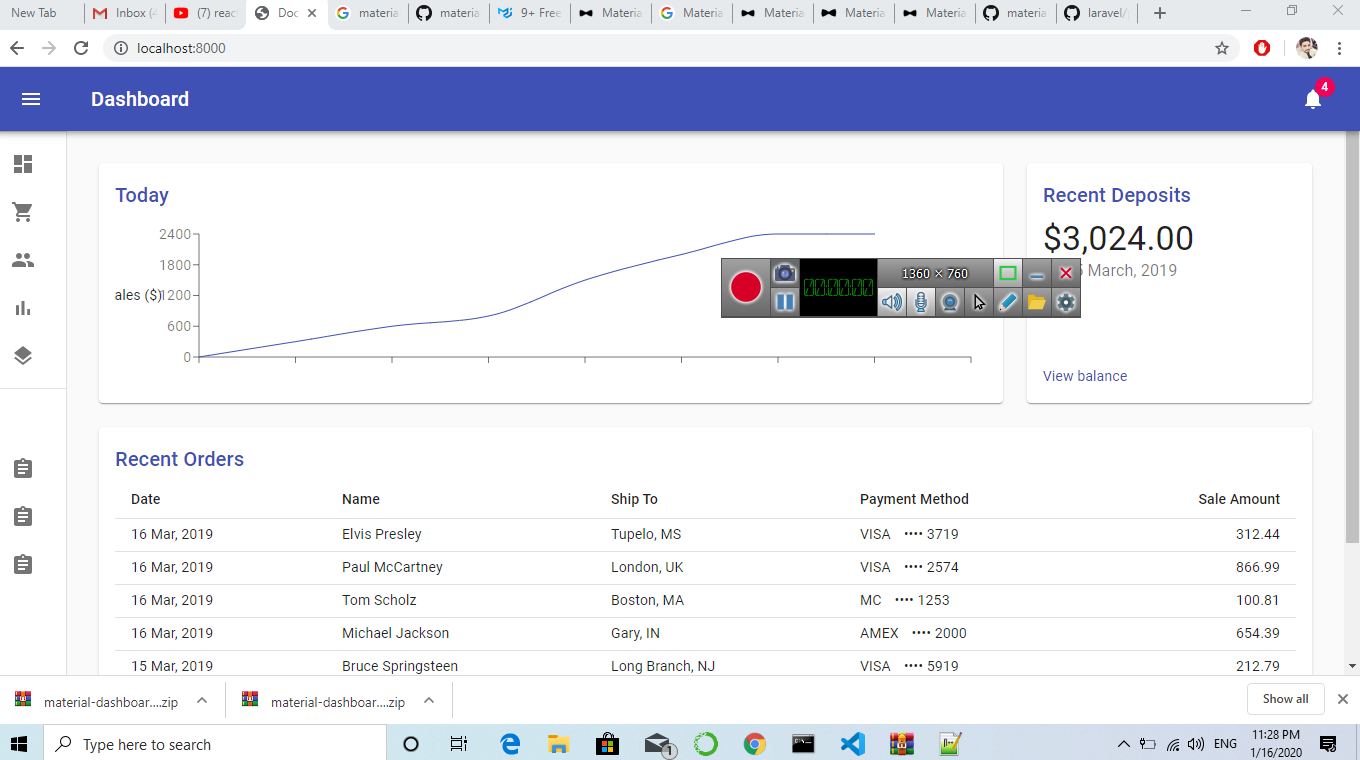 New Tab
Inbox (4
(7) reac
Doc
materia
materia
9+ Free
Materia
Materia
Materia
Materia
Materia
materia
laravel/
localhost:8000
Dashboard
4
Today
2400
1800
ales ($)1200
600
0
Recent Deposits
$3,024.00
March, 2019
View balance
1360 × 760
00:00:00
Recent Orders
Date Name Ship To Payment Method Sale Amount
16 Mar, 2019 Elvis Presley Tupelo, MS VISA •••• 3719 312.44
16 Mar, 2019 Paul McCartney London, UK VISA •••• 2574 866.99
16 Mar, 2019 Tom Scholz Boston, MA MC •••• 1253 100.81
16 Mar, 2019 Michael Jackson Gary, IN AMEX •••• 2000 654.39
15 Mar, 2019 Bruce Springsteen Long Branch, NJ VISA •••• 5919 212.79
material-dashboar....zip
material-dashboar....zip
Show all
Type here to search
1
ENG
11:28 PM
1/16/2020